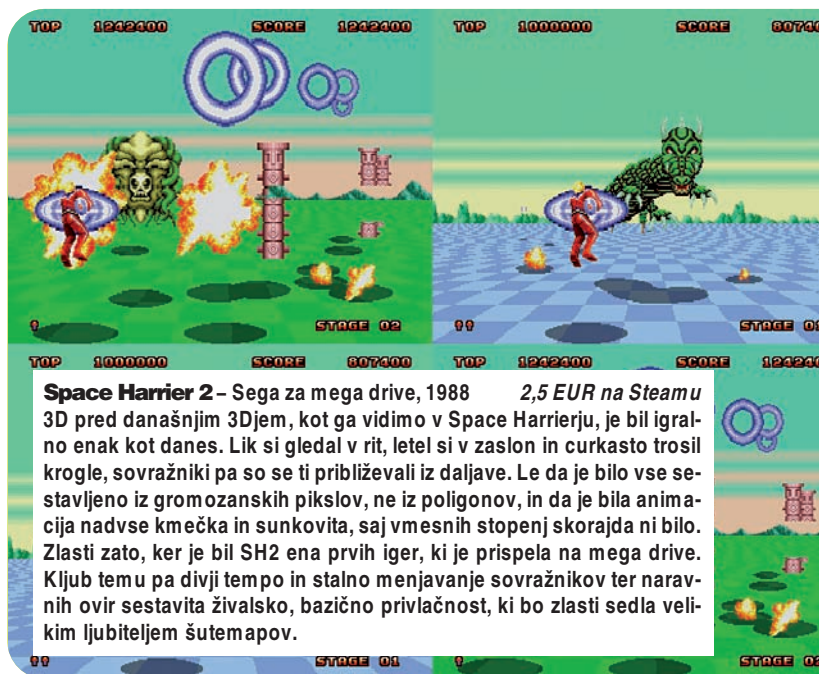 TOP 1242400 SCORE 1242400 TOP 1000000 SCORE 80740
STAGE 02 STAGE 01
TOP 1000000 SCORE 807400 TOP 1242400 SCORE 124240
Space Harrier 2 – Sega za mega drive, 1988 2,5 EUR na Steamu
3D pred današnjim 3Djem, kot ga vidimo v Space Harrierju, je bil igral-
no enak kot danes. Lik si gledal v rit, letel si v zaslon in curkasto trosil
krogle, sovražniki pa so se ti približevali iz daljave. Le da je bilo vse se-
stavljeno iz gromozanskih pikslov, ne iz poligonov, in da je bila anima-
cija nadvse kmečka in sunkovita, saj vmesnih stopenj skorajda ni bilo.
Zlasti zato, ker je bil SH2 ena prvih iger, ki je prispela na mega drive.
Kljub temu pa divji tempo in stalno menjavanje sovražnikov ter narav-
nih ovir sestavita živalsko, bazično privlačnost, ki bo zlasti sedla veli-
kim ljubiteljem šutemapov.
STAGE 01 STAGE 02